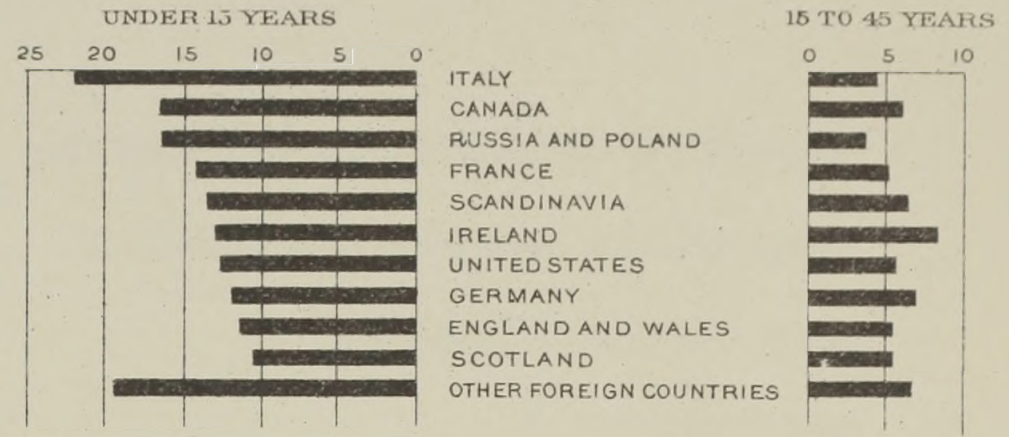 UNDER 15 YEARS 15 TO 45 YEARS
25 20 15 10 5 0 0 5 10
ITALY
CANADA
RUSSIA AND POLAND
FRANCE
SCANDINAVIA
IRELAND
UNITED STATES
GERMANY
ENGLAND AND WALES
SCOTLAND
OTHER FOREIGN COUNTRIES